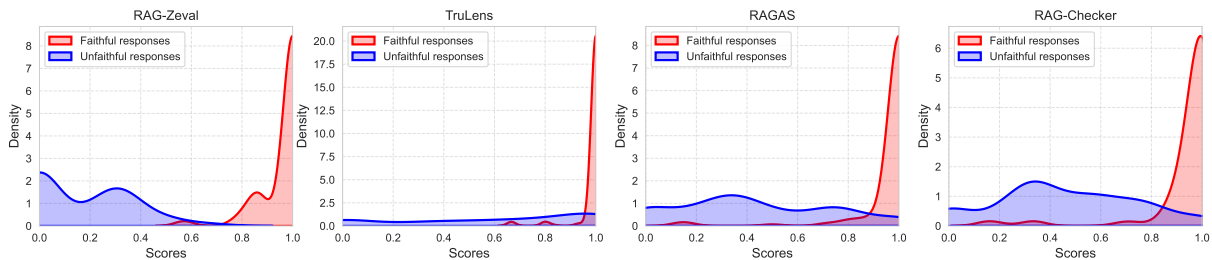 RAG-Zeval
Faithful responses
Unfaithful responses
Density
8
7
6
5
4
3
2
1
0
0.0 0.2 0.4 0.6 0.8 1.0
Scores
TruLens
Faithful responses
Unfaithful responses
Density
20.0
17.5
15.0
12.5
10.0
7.5
5.0
2.5
0.0
0.0 0.2 0.4 0.6 0.8 1.0
Scores
RAGAS
Faithful responses
Unfaithful responses
Density
8
7
6
5
4
3
2
1
0
0.0 0.2 0.4 0.6 0.8 1.0
Scores
RAG-Checker
Faithful responses
Unfaithful responses
Density
6
5
4
3
2
1
0
0.0 0.2 0.4 0.6 0.8 1.0
Scores